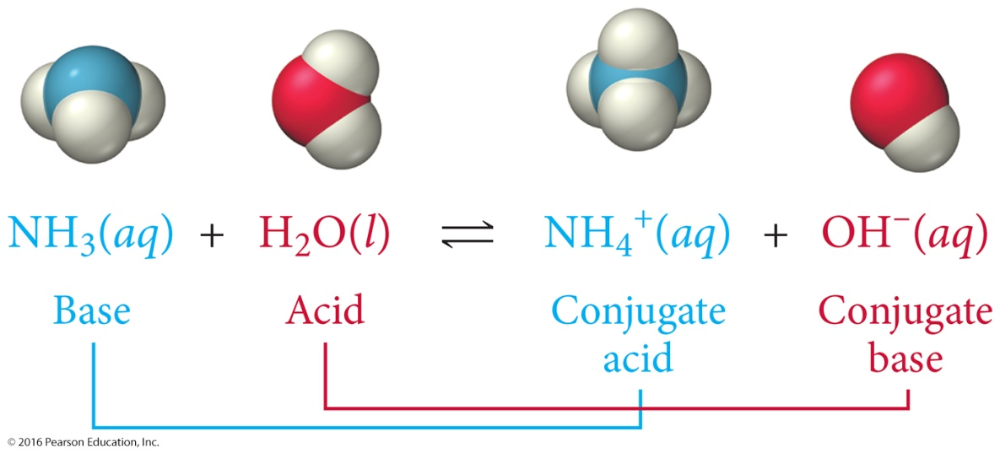 NH₃(aq) + H₂O(l) ⇌ NH₄⁺(aq) + OH⁻(aq)
Base Acid Conjugate acid Conjugate base
© 2016 Pearson Education, Inc.